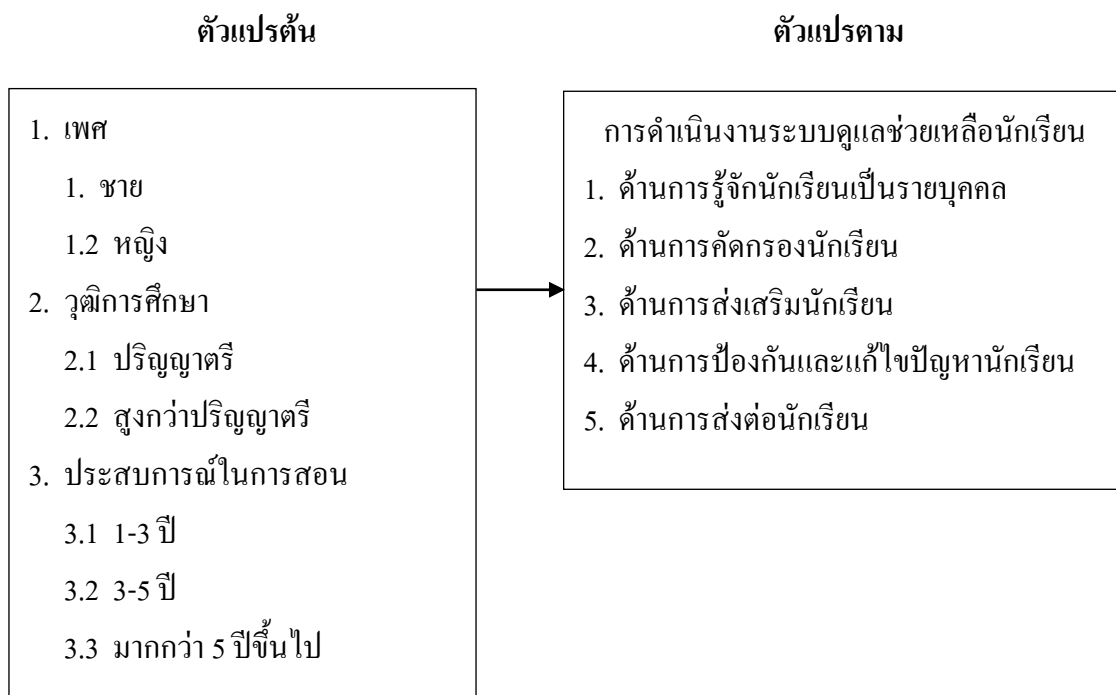 ตัวแปรต้น
ตัวแปรตาม
1. เพศ
1. ชาย
1.2 หญิง
2. วุฒิการศึกษา
2.1 ปริญญาตรี
2.2 สูงกว่าปริญญาตรี
3. ประสบการณ์ในการสอน
3.1 1-3 ปี
3.2 3-5 ปี
3.3 มากกว่า 5 ปีขึ้นไป
การดำเนินงานระบบดูแลช่วยเหลือนักเรียน
1. ด้านการรู้จักนักเรียนเป็นรายบุคคล
2. ด้านการคัดกรองนักเรียน
3. ด้านการส่งเสริมนักเรียน
4. ด้านการป้องกันและแก้ไขปัญหานักเรียน
5. ด้านการส่งต่อนักเรียน